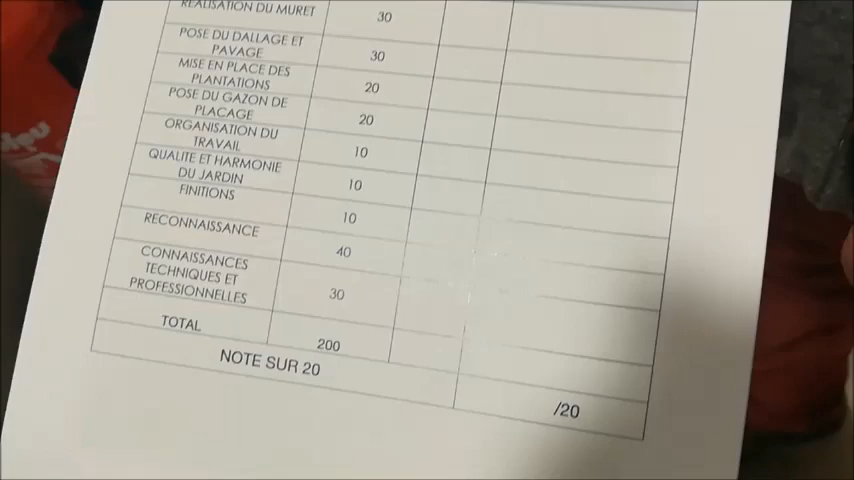 RÉALISATION DU MURET 30
POSE DU DALLAGE ET
PAVAGE 30
MISE EN PLACE DES
PLANTATIONS 20
POSE DU GAZON DE
PLACAGE 20
ORGANISATION DU
TRAVAIL 10
QUALITE ET HARMONIE
DU JARDIN 10
FINITIONS 10
RECONNAISSANCE 40
CONNAISSANCES
TECHNIQUES ET
PROFESSIONNELLES 30
TOTAL 200
NOTE SUR 20 /20